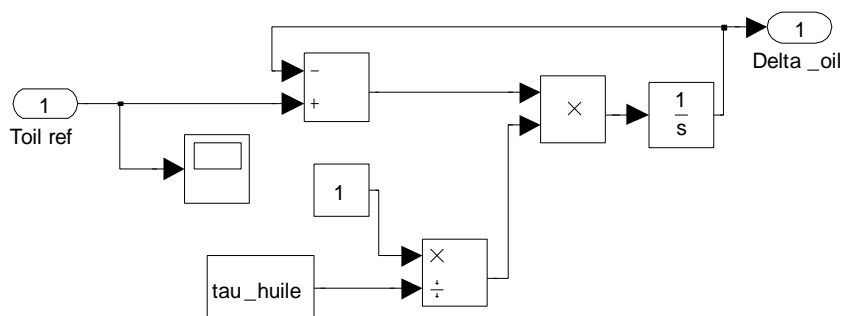 1
Delta _oil
−
+
1
Toil ref
×
1
s
1
×
÷
tau _huile